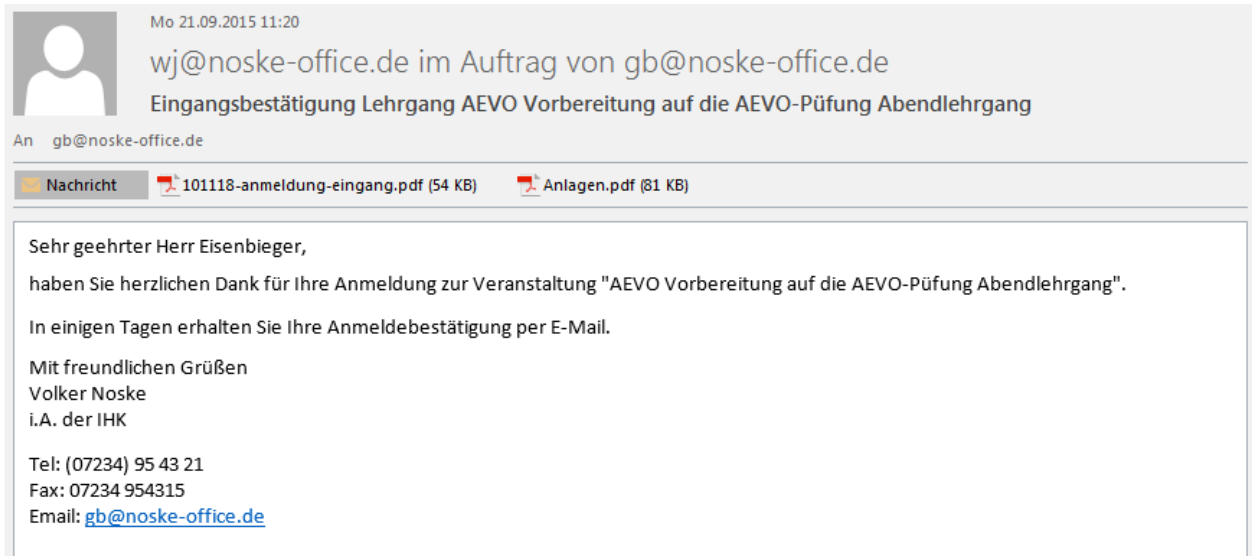 Mo 21.09.2015 11:20
wj@noske-office.de im Auftrag von gb@noske-office.de
Eingangsbestätigung Lehrgang AEVO Vorbereitung auf die AEVO-Püfung Abendlehrgang
An gb@noske-office.de
Nachricht 101118-anmeldung-eingang.pdf (54 KB) Anlagen.pdf (81 KB)
Sehr geehrter Herr Eisenbieger,
haben Sie herzlichen Dank für Ihre Anmeldung zur Veranstaltung "AEVO Vorbereitung auf die AEVO-Püfung Abendlehrgang".
In einigen Tagen erhalten Sie Ihre Anmeldebestätigung per E-Mail.
Mit freundlichen Grüßen
Volker Noske
i.A. der IHK
Tel: (07234) 95 43 21
Fax: 07234 954315
Email: gb@noske-office.de